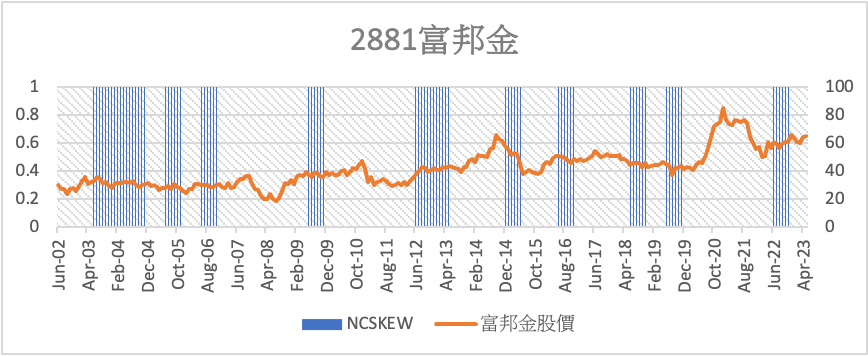 2881富邦金
1
0.8
0.6
0.4
0.2
0
100
80
60
40
20
0
Jun-02
Apr-03
Feb-04
Dec-04
Oct-05
Aug-06
Jun-07
Apr-08
Feb-09
Dec-09
Oct-10
Aug-11
Jun-12
Apr-13
Feb-14
Dec-14
Oct-15
Aug-16
Jun-17
Apr-18
Feb-19
Dec-19
Oct-20
Aug-21
Jun-22
Apr-23
NCSKEW
富邦金股價